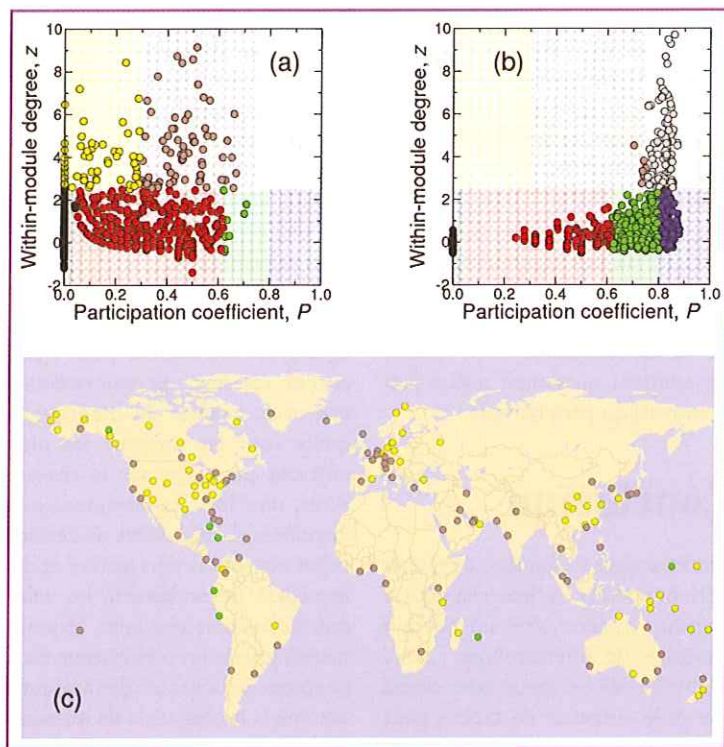 (a)
Within-module degree, z
10
8
6
4
2
0
-2
0.0 0.2 0.4 0.6 0.8 1.0
Participation coefficient, P
(b)
Within-module degree, z
10
8
6
4
2
0
-2
0.0 0.2 0.4 0.6 0.8 1.0
Participation coefficient, P
(c)